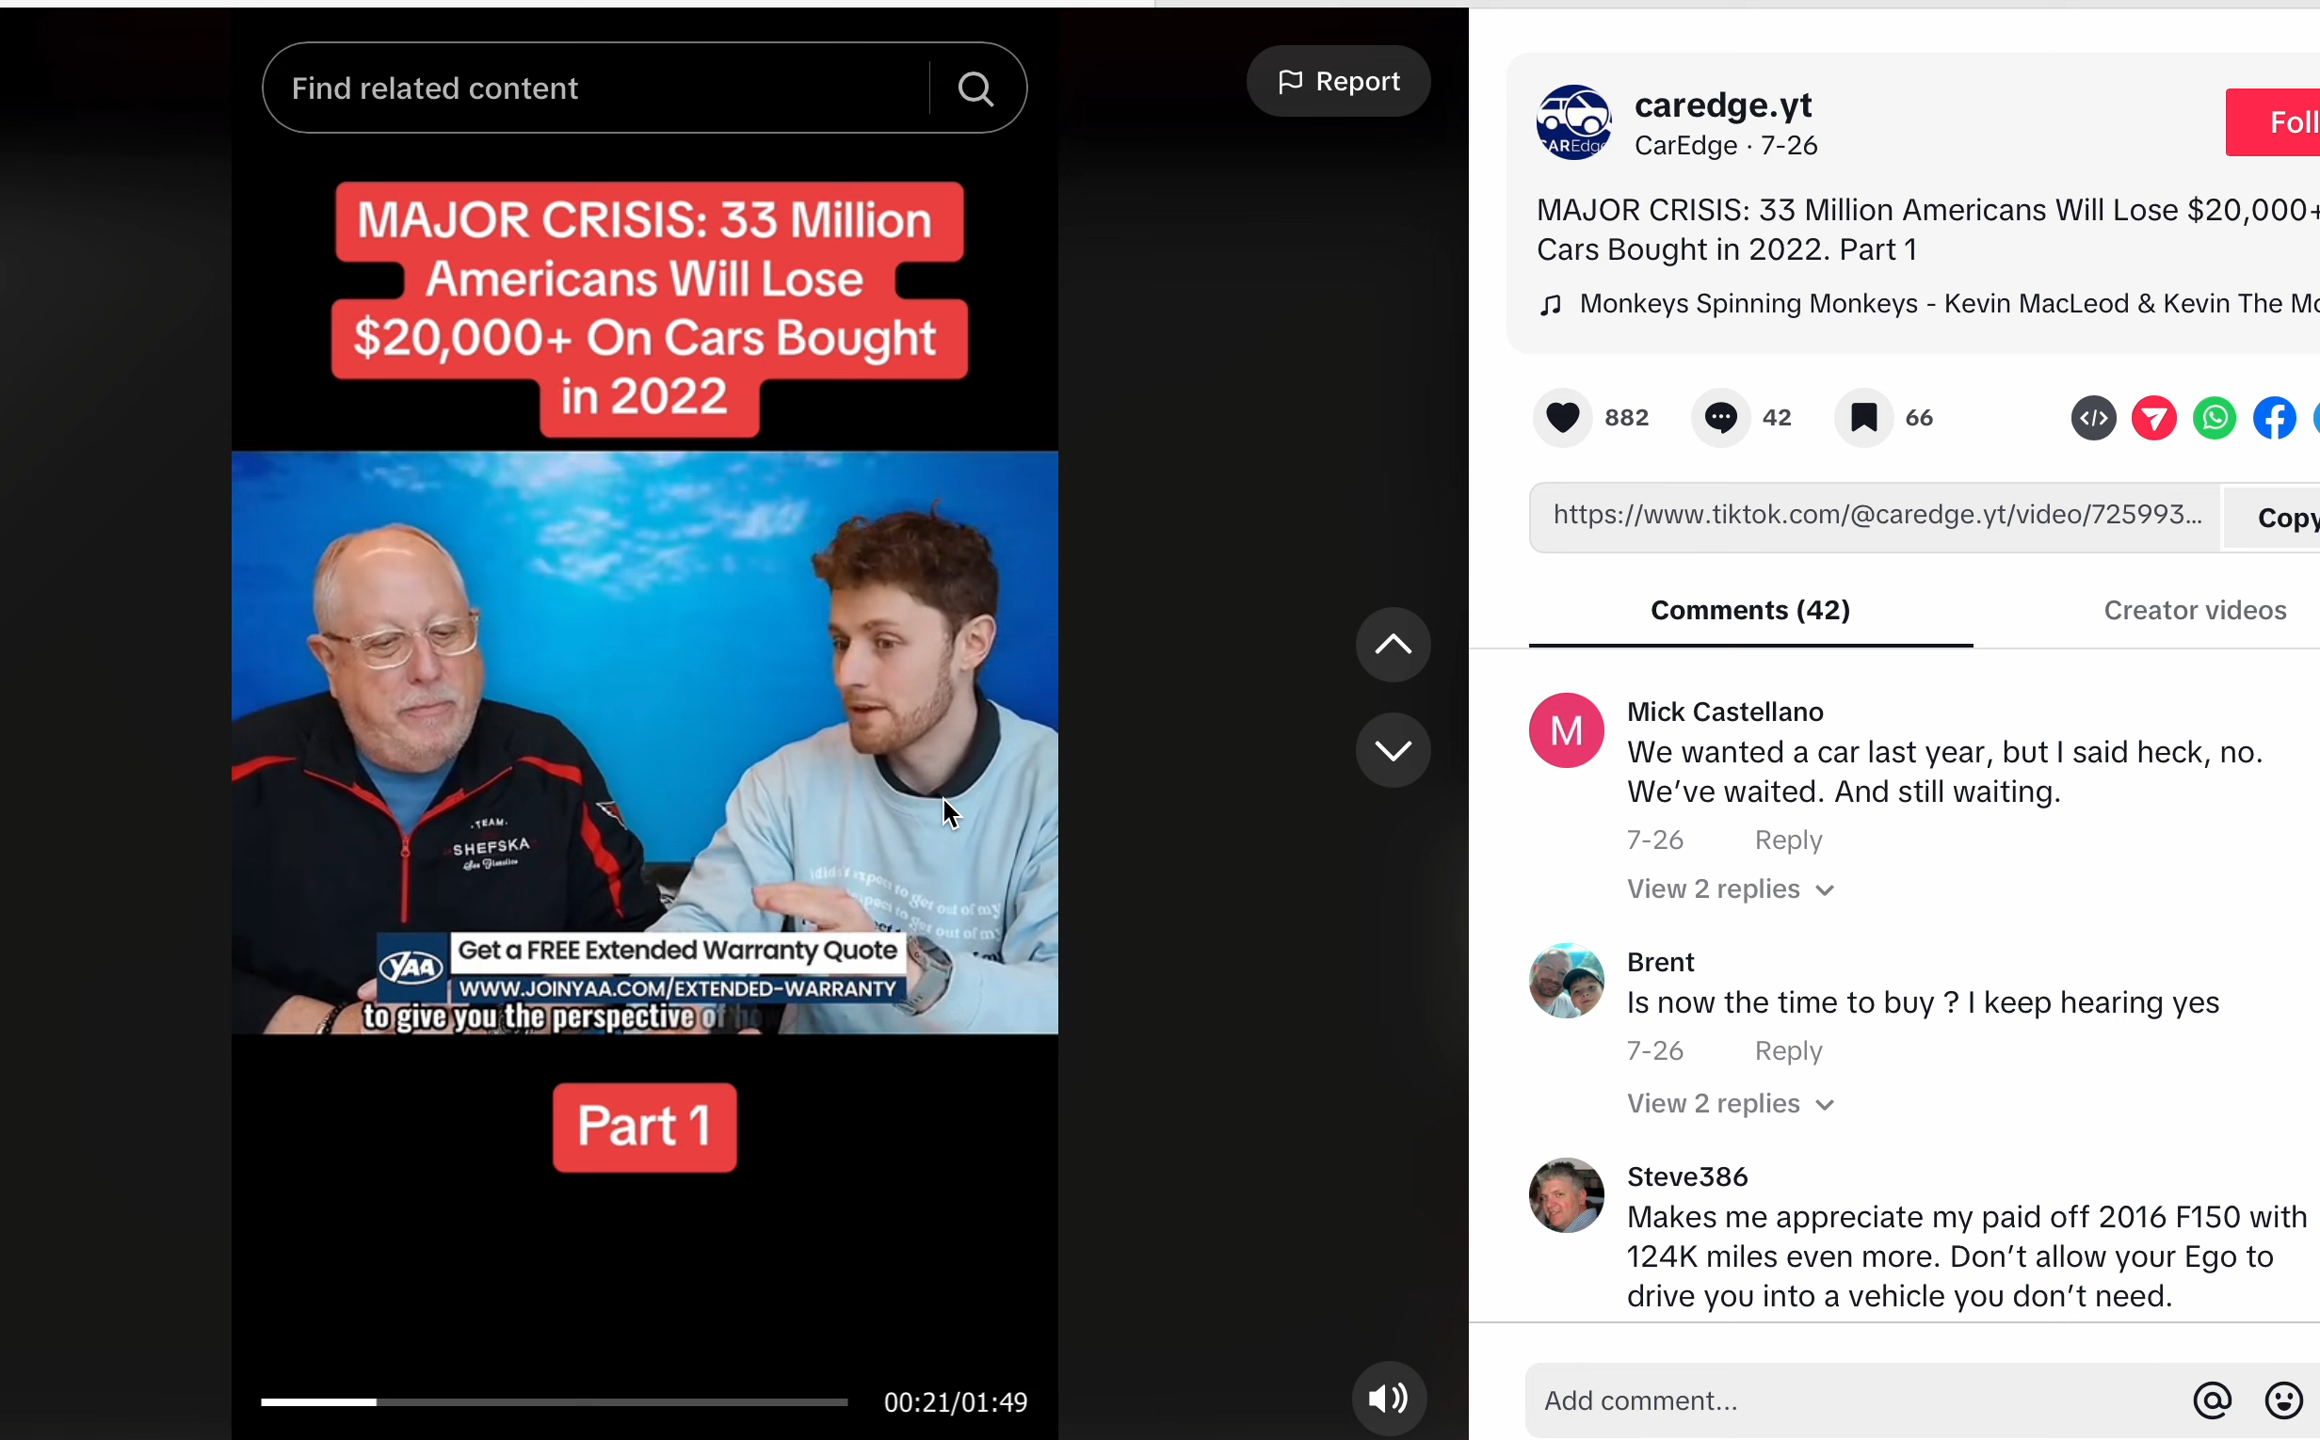 Find related content
Report
MAJOR CRISIS: 33 Million
Americans Will Lose
$20,000+ On Cars Bought
in 2022
TEAM
SHEFSKA
San Francisco
Get a FREE Extended Warranty Quote
YAA
WWW.JOINYAA.COM/EXTENDED-WARRANTY
to give you the perspective of
Part 1
00:21/01:49
CAREdge
caredge.yt
CarEdge · 7-26
Foll
MAJOR CRISIS: 33 Million Americans Will Lose $20,000+
Cars Bought in 2022. Part 1
Monkeys Spinning Monkeys - Kevin MacLeod & Kevin The Mo
882
42
66
https://www.tiktok.com/@caredge.yt/video/725993...
Copy
Comments (42)
Creator videos
M
Mick Castellano
We wanted a car last year, but I said heck, no.
We’ve waited. And still waiting.
7-26 Reply
View 2 replies
Brent
Is now the time to buy ? I keep hearing yes
7-26 Reply
View 2 replies
Steve386
Makes me appreciate my paid off 2016 F150 with
124K miles even more. Don’t allow your Ego to
drive you into a vehicle you don’t need.
Add comment...